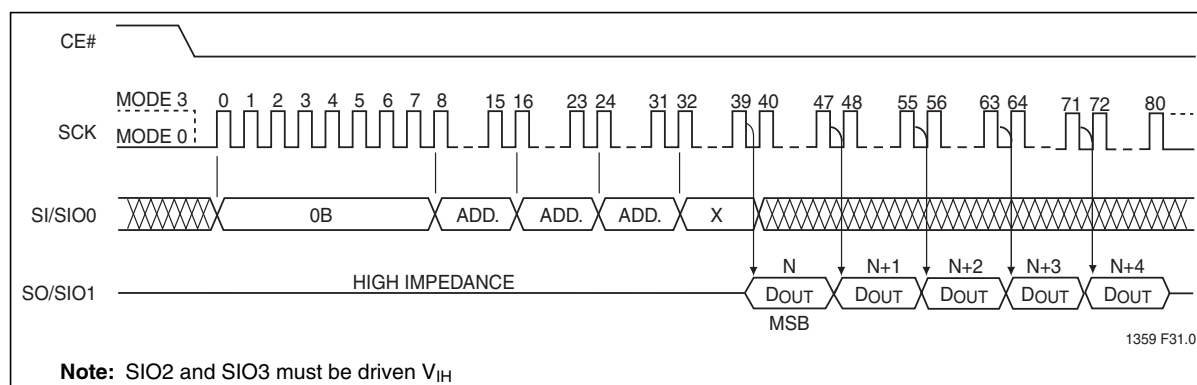 CE#
MODE 3
0 1 2 3 4 5 6 7 8 15 16 23 24 31 32 39 40 47 48 55 56 63 64 71 72 80
SCK
MODE 0
SI/SIO0
0B ADD. ADD. ADD. X
N N+1 N+2 N+3 N+4
HIGH IMPEDANCE
SO/SIO1
DOUT DOUT DOUT DOUT DOUT
MSB
1359 F31.0
Note: SIO2 and SIO3 must be driven VIH